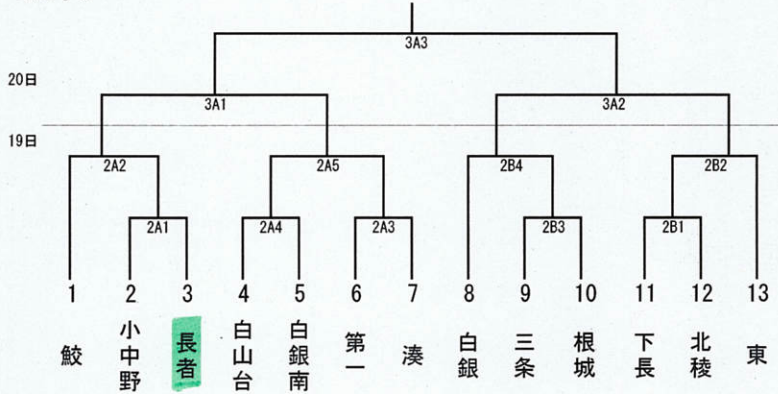 3A3
20日
3A1
3A2
19日
2A2
2A5
2B4
2B2
2A1
2A4
2A3
2B3
2B1
1 2 3 4 5 6 7 8 9 10 11 12 13
鮫
小中野
長者
白山台
白銀南
第一
湊
白銀
三条
根城
下長
北稜
東